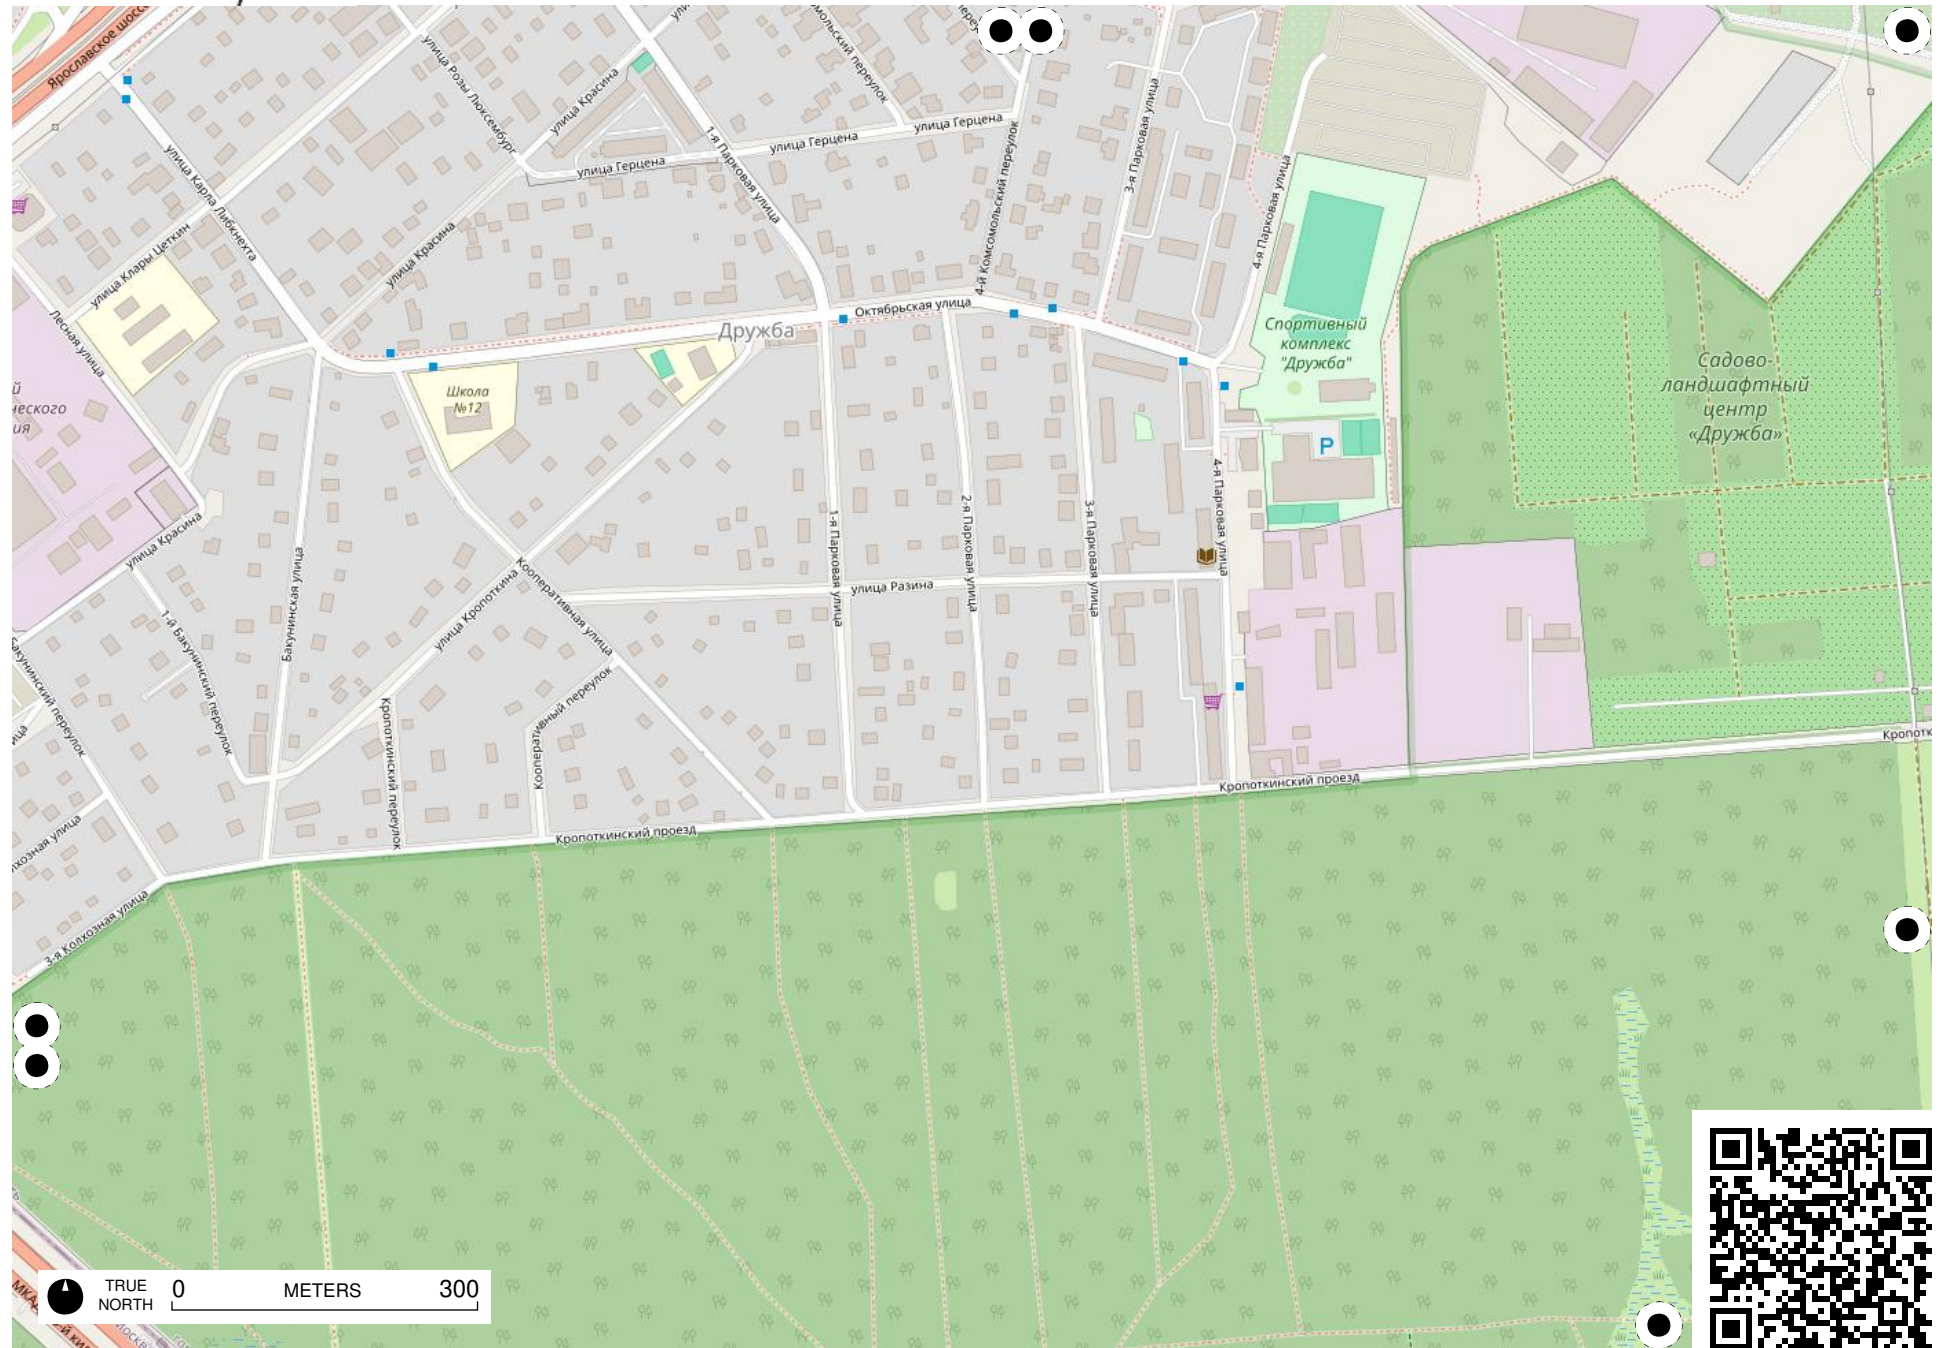 Ярославское шоссе
улица Розы Люксембург
улица Красина
1-я Парковая улица
улица Герцена
улица Герцена
улица Герцена
4-й Комсомольский переулок
3-я Парковая улица
4-я Парковая улица
улица Карла Либкнехта
улица Клары Цеткин
улица Красина
Лесная улица
Октябрьская улица
Дружба
Спортивный
комплекс
"Дружба"
Садово-
ландшафтный
центр
«Дружба»
Школа
№12
P
улица Красина
Бакунинская улица
1-й Бакунинский переулок
улица Кропоткина
Кооперативная улица
1-я Парковая улица
2-я Парковая улица
3-я Парковая улица
4-я Парковая улица
улица Разина
Кропоткинский переулок
Кооперативный переулок
Кропоткинский проезд
Кропоткинский проезд
3-я Колхозная улица
TRUE
NORTH
0 METERS 300
МКАД